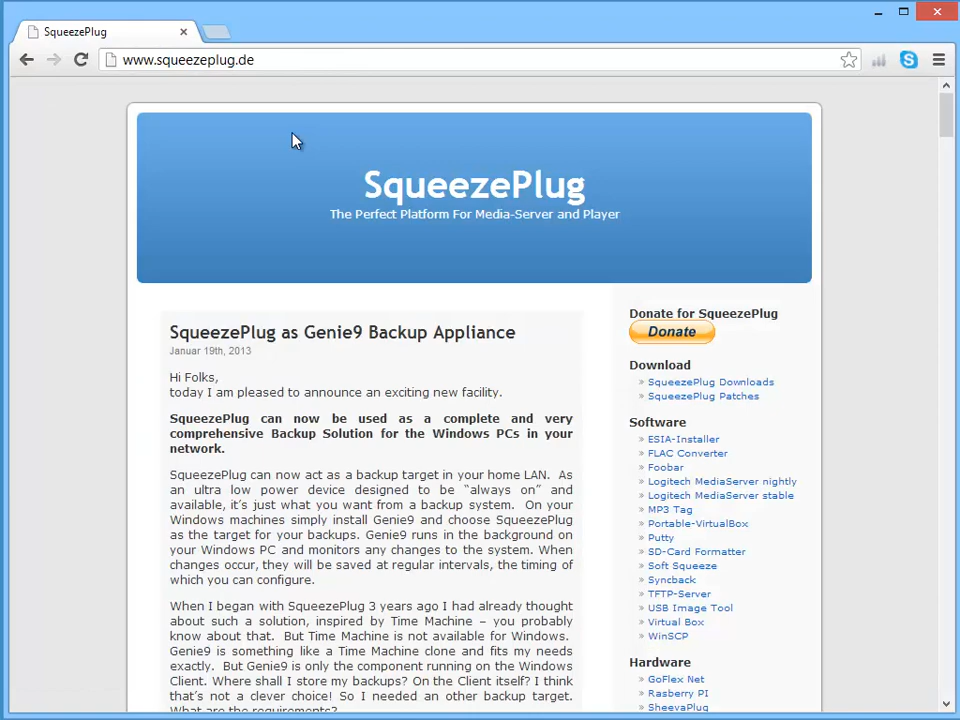 SqueezePlug
www.squeezeplug.de
SqueezePlug
The Perfect Platform For Media-Server and Player
SqueezePlug as Genie9 Backup Appliance
Januar 19th, 2013
Hi Folks,
today I am pleased to announce an exciting new facility.
SqueezePlug can now be used as a complete and very
comprehensive Backup Solution for the Windows PCs in your
network.
SqueezePlug can now act as a backup target in your home LAN. As
an ultra low power device designed to be “always on” and
available, it’s just what you want from a backup system. On your
Windows machines simply install Genie9 and choose SqueezePlug
as the target for your backups. Genie9 runs in the background on
your Windows PC and monitors any changes to the system. When
changes occur, they will be saved at regular intervals, the timing of
which you can configure.
When I began with SqueezePlug 3 years ago I had already thought
about such a solution, inspired by Time Machine – you probably
know about that. But Time Machine is not available for Windows.
Genie9 is something like a Time Machine clone and fits my needs
exactly. But Genie9 is only the component running on the Windows
Client. Where shall I store my backups? On the Client itself? I think
that’s not a clever choice! So I needed an other backup target.
What are the requirements?
Donate for SqueezePlug
Donate
Download
» SqueezePlug Downloads
» SqueezePlug Patches
Software
» ESIA-Installer
» FLAC Converter
» Foobar
» Logitech MediaServer nightly
» Logitech MediaServer stable
» MP3 Tag
» Portable-VirtualBox
» Putty
» SD-Card Formatter
» Soft Squeeze
» Syncback
» TFTP-Server
» USB Image Tool
» Virtual Box
» WinSCP
Hardware
» GoFlex Net
» Rasberry PI
» SheevaPlug